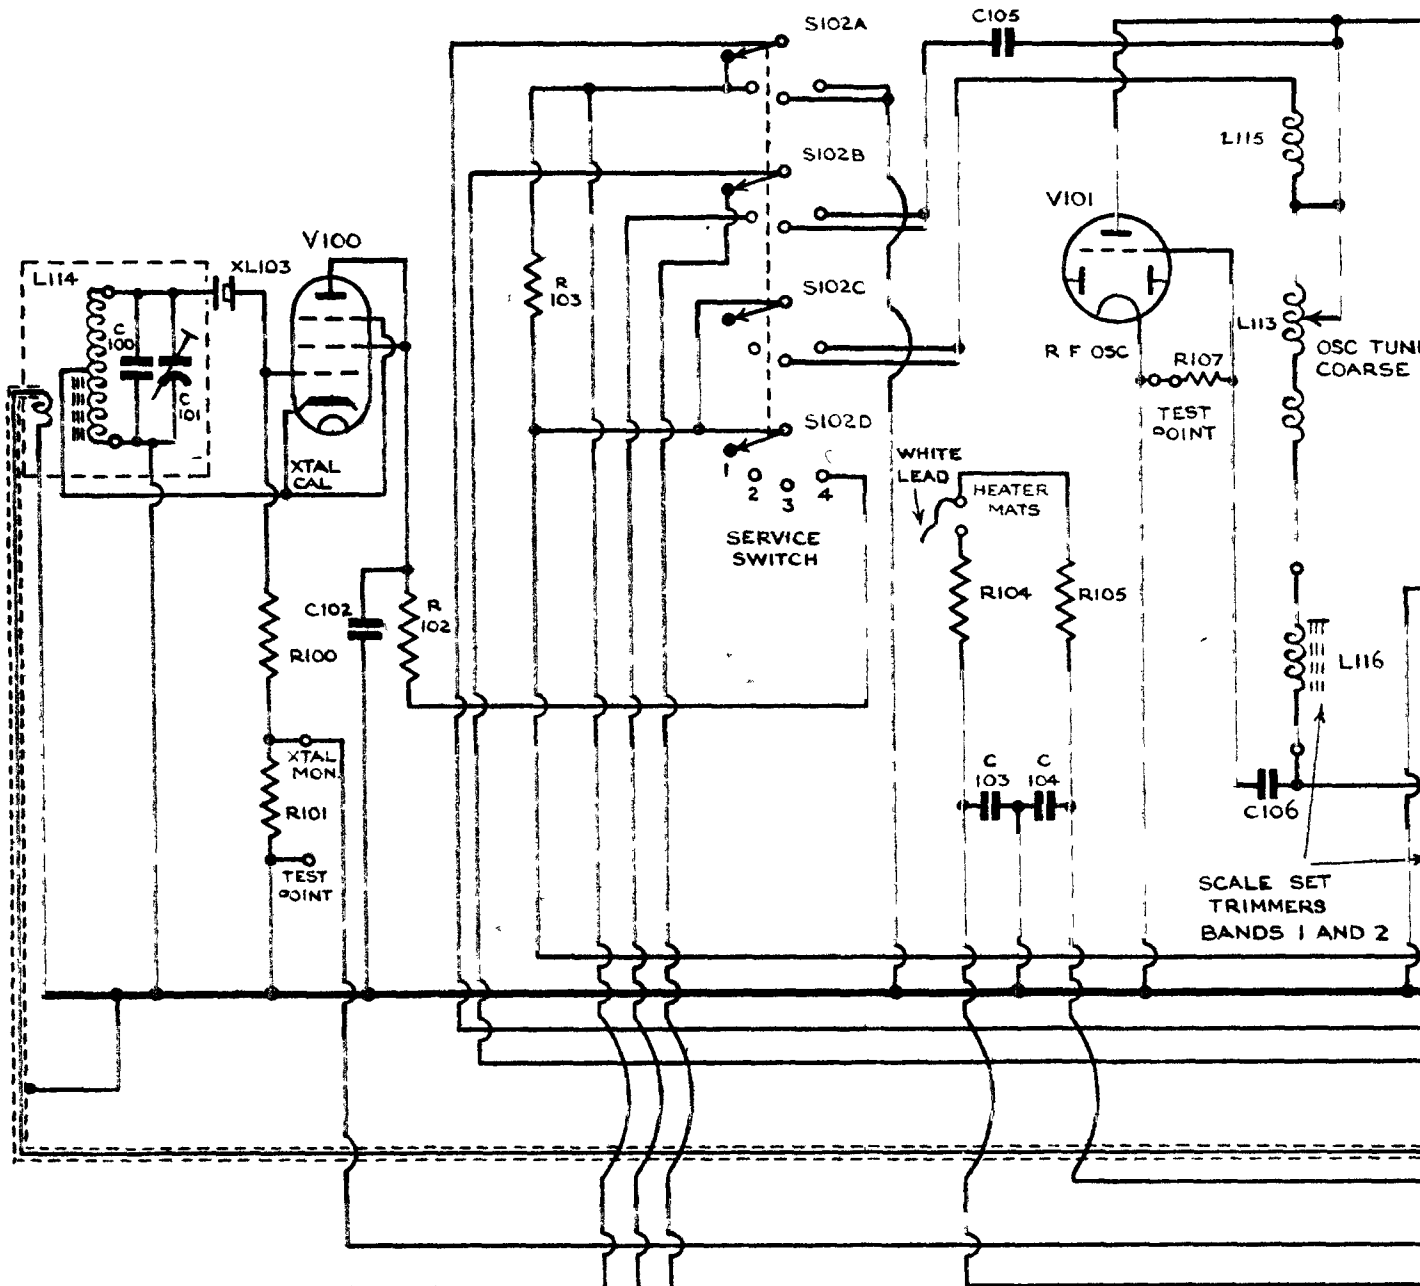 S102A
C105
L115
S102B
V101
V100
L114
XL103
R
103
S102C
C
100
C
101
L113
OSC TUN
COARSE
R F OSC
R107
TEST
POINT
S102D
XTAL
CAL
1
2
3
4
WHITE
LEAD
HEATER
MATS
SERVICE
SWITCH
C102
R
102
R104
R105
R100
L116
XTAL
MON.
C
103
C
104
R101
C106
TEST
POINT
SCALE SET
TRIMMERS
BANDS 1 AND 2